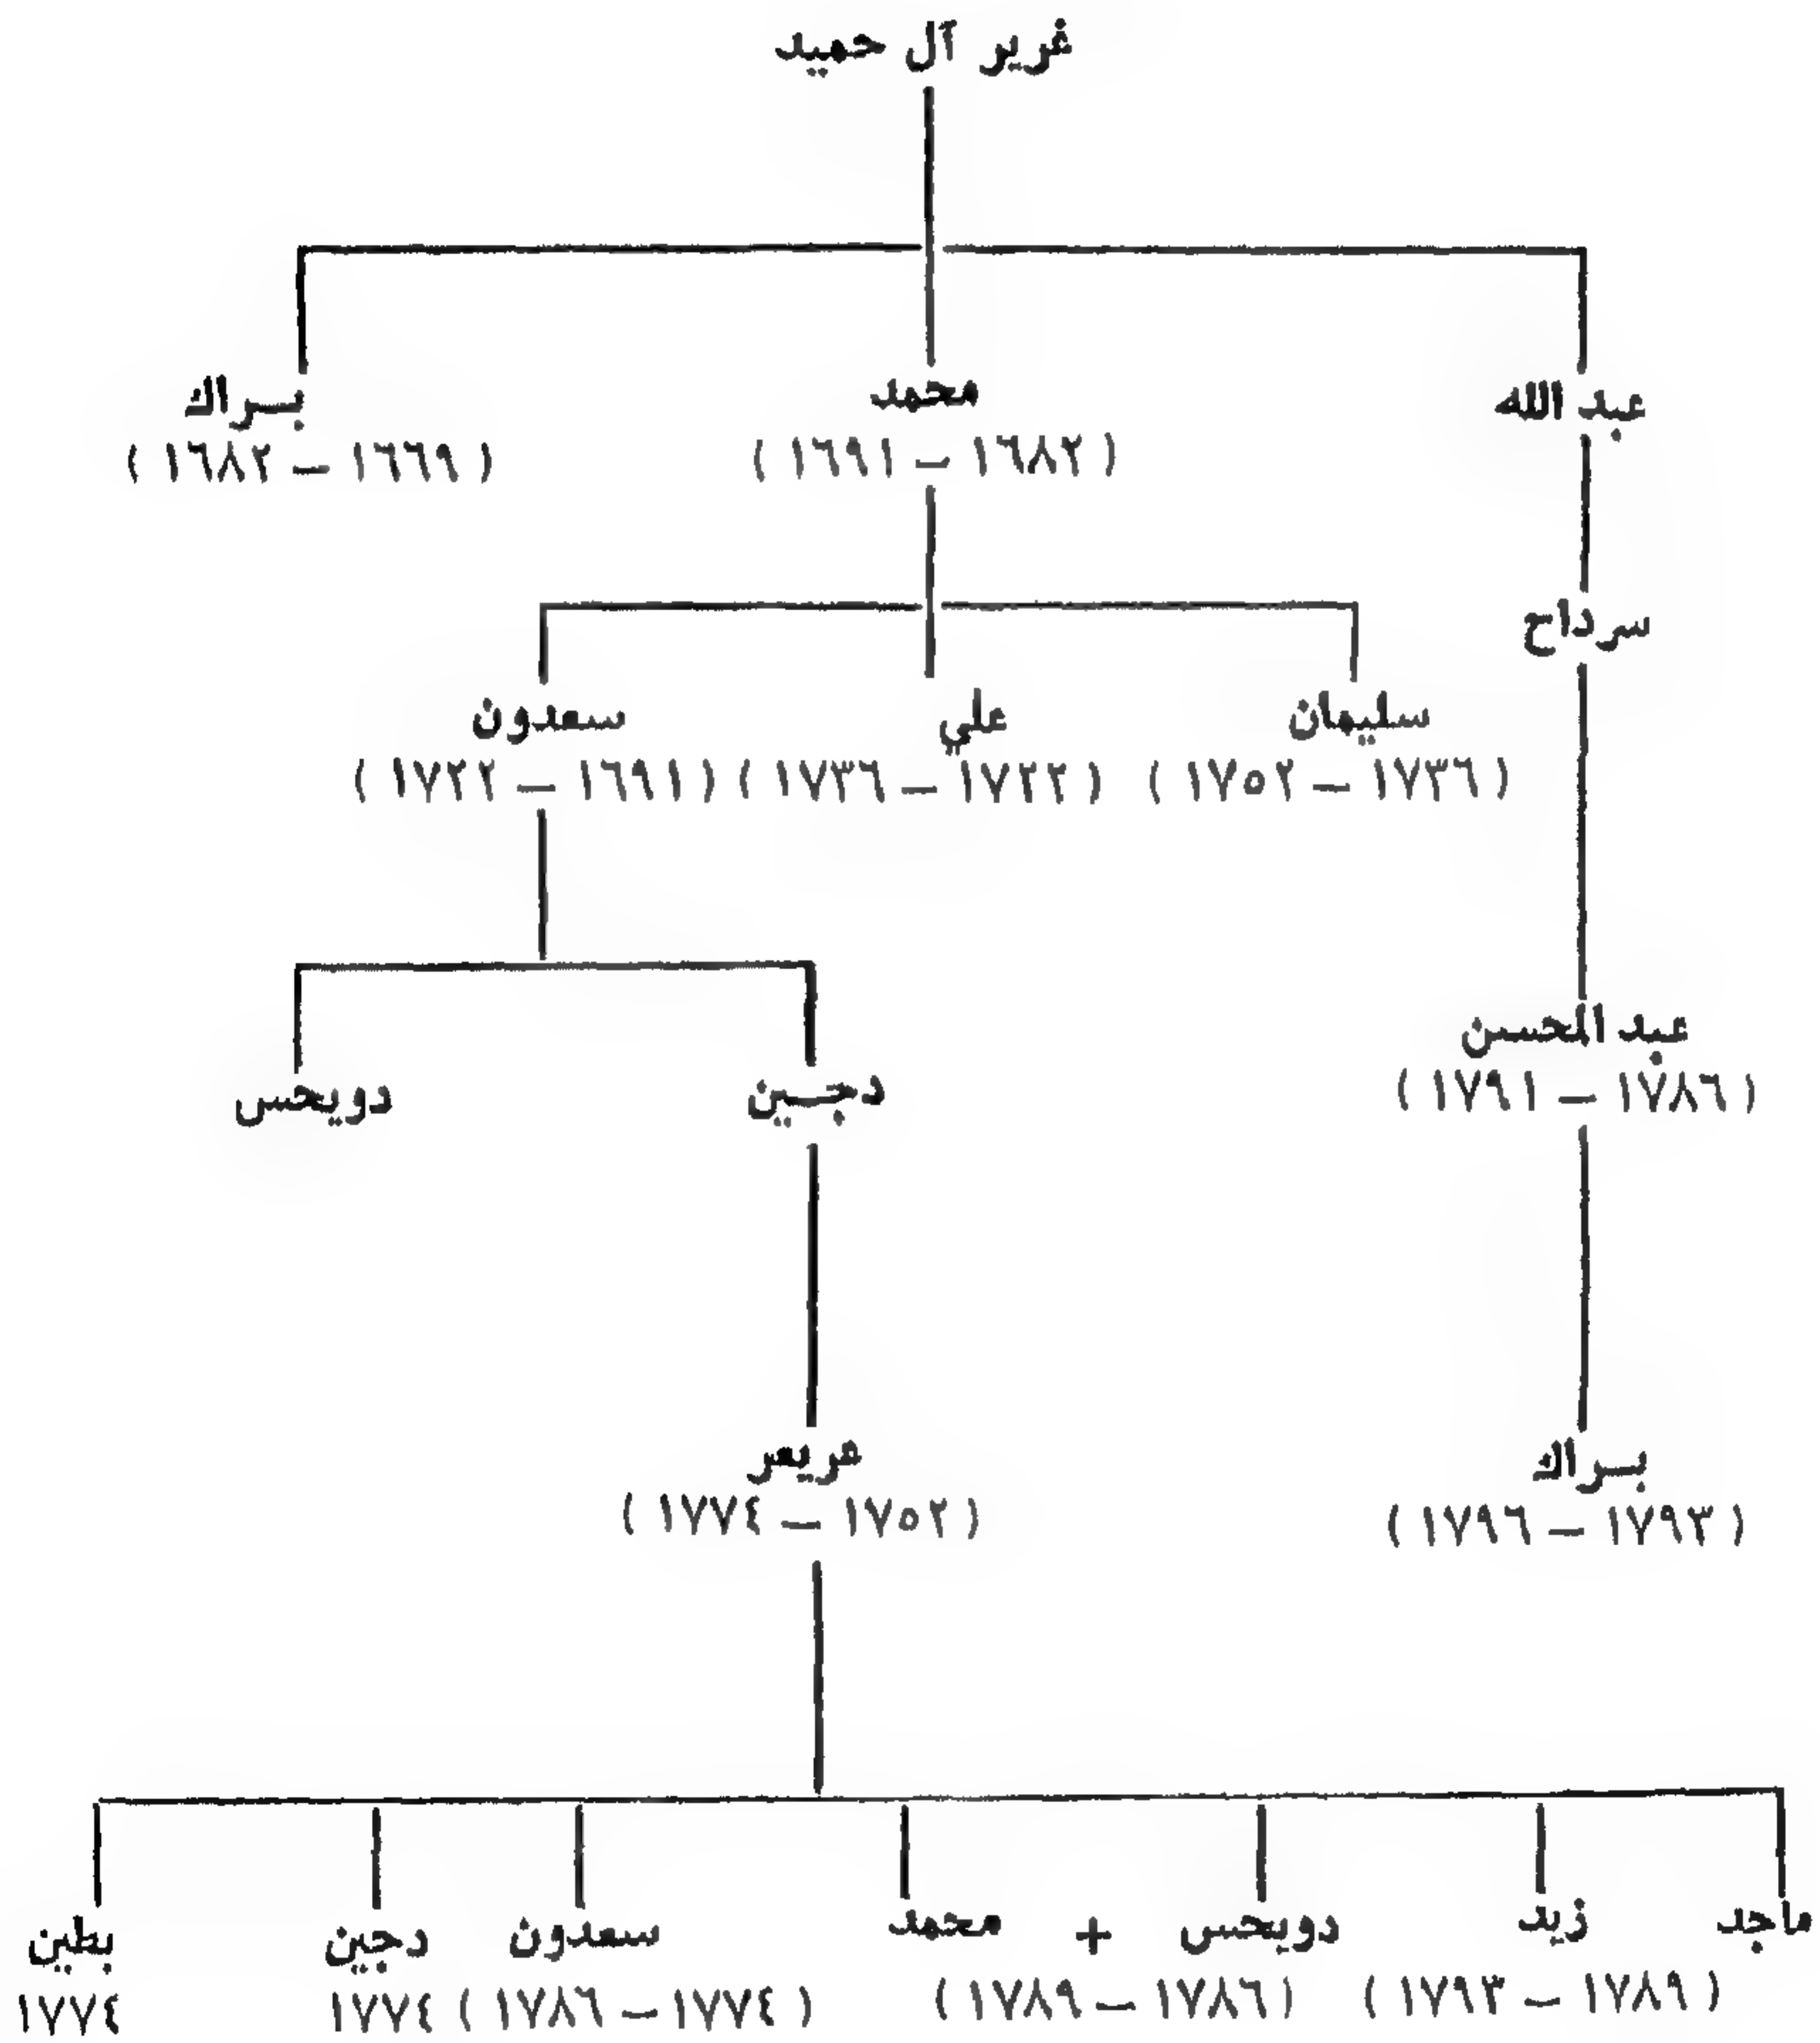 غرير آل حميد
عبد الله
محمد
براك
(١٦٨٢ – ١٦٩١)
(١٦٦٩ – ١٦٨٢)
سرداح
سليمان
علي
سعدون
(١٧٣٦ – ١٧٥٢)
(١٧٢٢ – ١٧٣٦)
(١٦٩١ – ١٧٢٢)
عبد المحسن
(١٧٨٦ – ١٧٩١)
دجين
دويحس
براك
(١٧٩٣ – ١٧٩٦)
عريعر
(١٧٥٢ – ١٧٧٤)
ماجد
زيد
دويحس + محمد
سعدون
دجين
بطين
(١٧٨٩ – ١٧٩٣)
(١٧٨٦ – ١٧٨٩)
(١٧٧٤ – ١٧٨٦)
١٧٧٤
١٧٧٤